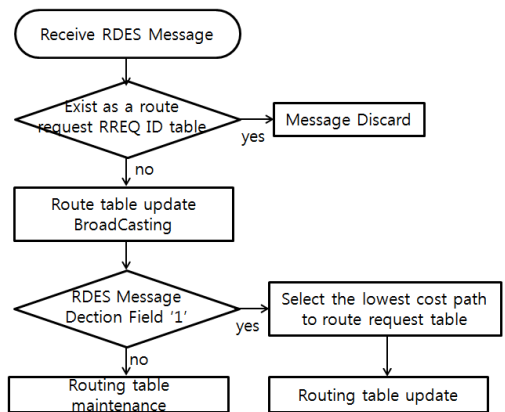 Receive RDES Message
Exist as a route
request RREQ ID table
yes
Message Discard
no
Route table update
BroadCasting
RDES Message
Dection Field '1'
yes
Select the lowest cost path
to route request table
no
Routing table
maintenance
Routing table update